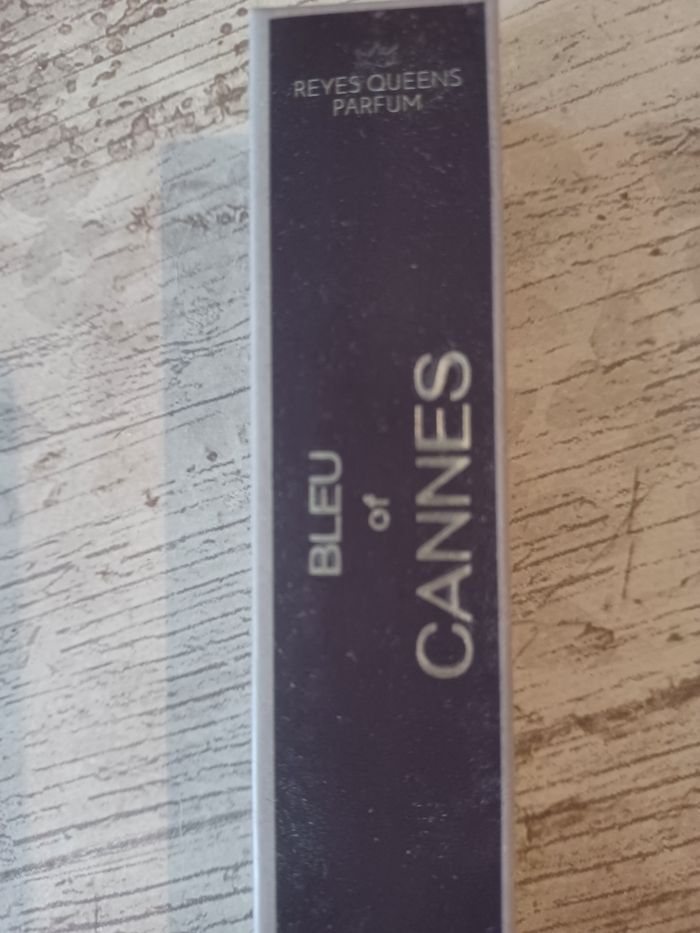 REYES QUEENS
PARFUM
BLEU
of
CANNES